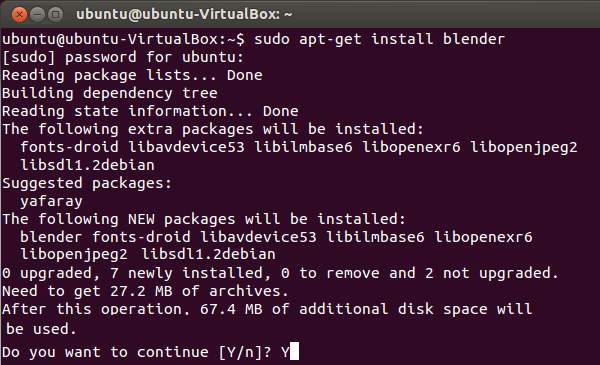 ubuntu@ubuntu-VirtualBox: ~
ubuntu@ubuntu-VirtualBox:~$ sudo apt-get install blender
[sudo] password for ubuntu:
Reading package lists... Done
Building dependency tree
Reading state information... Done
The following extra packages will be installed:
fonts-droid libavdevice53 libilmbase6 libopenexr6 libopenjpeg2
libsdl1.2debian
Suggested packages:
yafaray
The following NEW packages will be installed:
blender fonts-droid libavdevice53 libilmbase6 libopenexr6
libopenjpeg2 libsdl1.2debian
0 upgraded, 7 newly installed, 0 to remove and 2 not upgraded.
Need to get 27.2 MB of archives.
After this operation, 67.4 MB of additional disk space will
be used.
Do you want to continue [Y/n]? Y